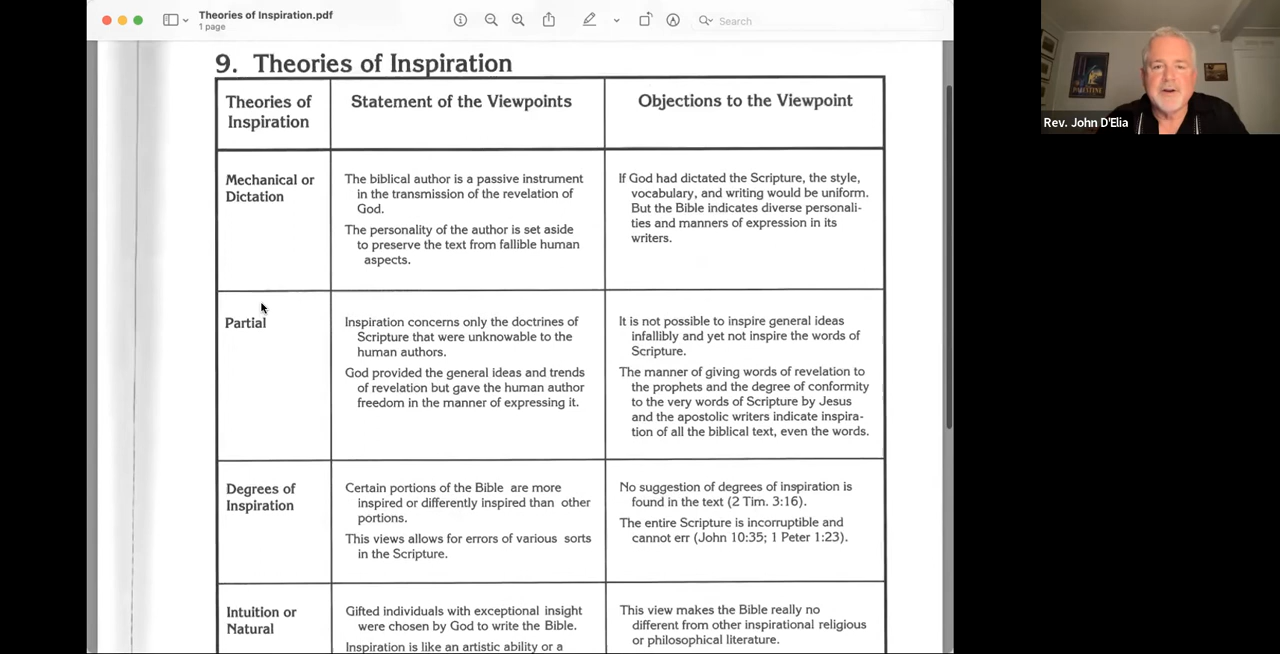 Theories of Inspiration.pdf
1 page
Search
9. Theories of Inspiration
Theories of
Inspiration
Statement of the Viewpoints
Objections to the Viewpoint
Mechanical or
Dictation
The biblical author is a passive instrument
in the transmission of the revelation of
God.
The personality of the author is set aside
to preserve the text from fallible human
aspects.
If God had dictated the Scripture, the style,
vocabulary, and writing would be uniform.
But the Bible indicates diverse personali-
ties and manners of expression in its
writers.
Partial
Inspiration concerns only the doctrines of
Scripture that were unknowable to the
human authors.
God provided the general ideas and trends
of revelation but gave the human author
freedom in the manner of expressing it.
It is not possible to inspire general ideas
infallibly and yet not inspire the words of
Scripture.
The manner of giving words of revelation to
the prophets and the degree of conformity
to the very words of Scripture by Jesus
and the apostolic writers indicate inspira-
tion of all the biblical text, even the words.
Degrees of
Inspiration
Certain portions of the Bible are more
inspired or differently inspired than other
portions.
This views allows for errors of various sorts
in the Scripture.
No suggestion of degrees of inspiration is
found in the text (2 Tim. 3:16).
The entire Scripture is incorruptible and
cannot err (John 10:35; 1 Peter 1:23).
Intuition or
Natural
Gifted individuals with exceptional insight
were chosen by God to write the Bible.
Inspiration is like an artistic ability or a
This view makes the Bible really no
different from other inspirational religious
or philosophical literature.
PALESTINE
Rev. John D'Elia